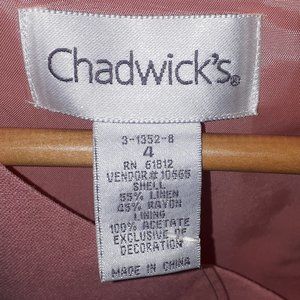 Chadwick's®
3-1352-8
4
RN 61812
VENDOR# 10665
SHELL
55% LINEN
45% RAYON
LINING
100% ACETATE
EXCLUSIVE OF
DECORATION
MADE IN CHINA